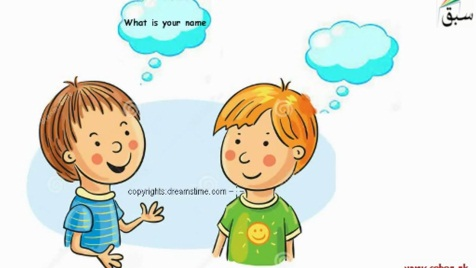 سبق
What is your name
copyrights:dreamstime.com – ; –